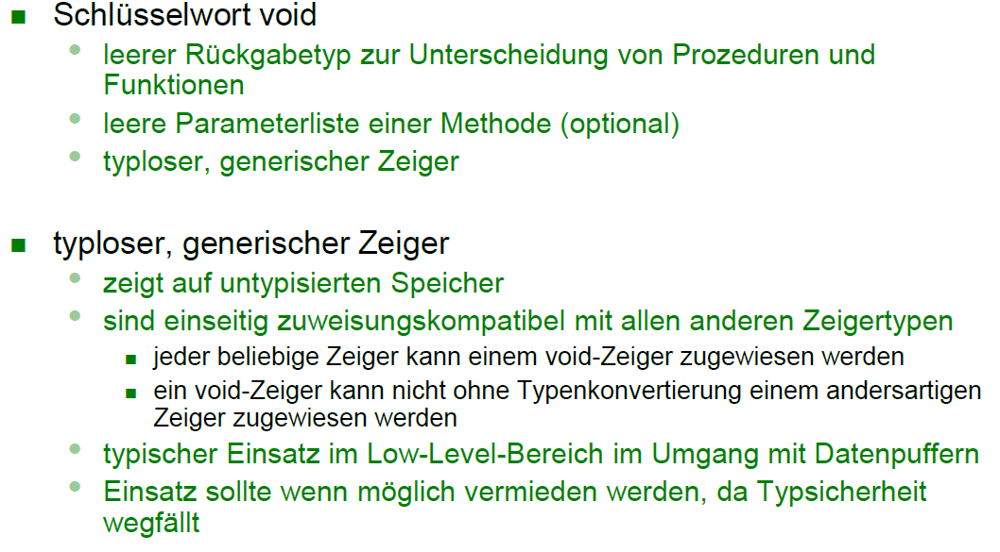 Schlüsselwort void
leerer Rückgabetyp zur Unterscheidung von Prozeduren und
Funktionen
leere Parameterliste einer Methode (optional)
typloser, generischer Zeiger
typloser, generischer Zeiger
zeigt auf untypisierten Speicher
sind einseitig zuweisungskompatibel mit allen anderen Zeigertypen
jeder beliebige Zeiger kann einem void-Zeiger zugewiesen werden
ein void-Zeiger kann nicht ohne Typenkonvertierung einem andersartigen
Zeiger zugewiesen werden
typischer Einsatz im Low-Level-Bereich im Umgang mit Datenpuffern
Einsatz sollte wenn möglich vermieden werden, da Typsicherheit
wegfällt